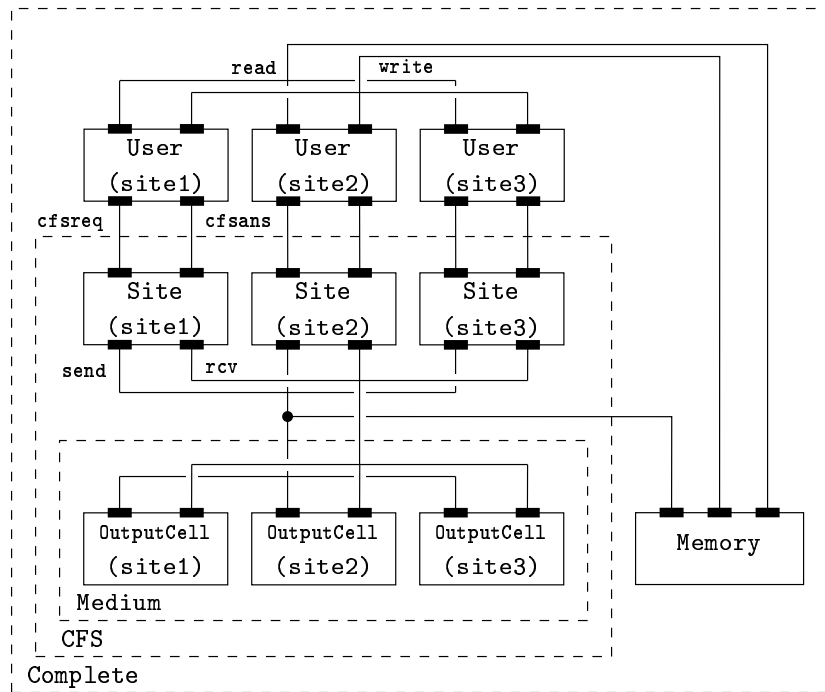 read
write
User
(site1)
User
(site2)
User
(site3)
cfsreq
cfsans
Site
(site1)
Site
(site2)
Site
(site3)
send
rcv
OutputCell
(site1)
OutputCell
(site2)
OutputCell
(site3)
Memory
Medium
CFS
Complete